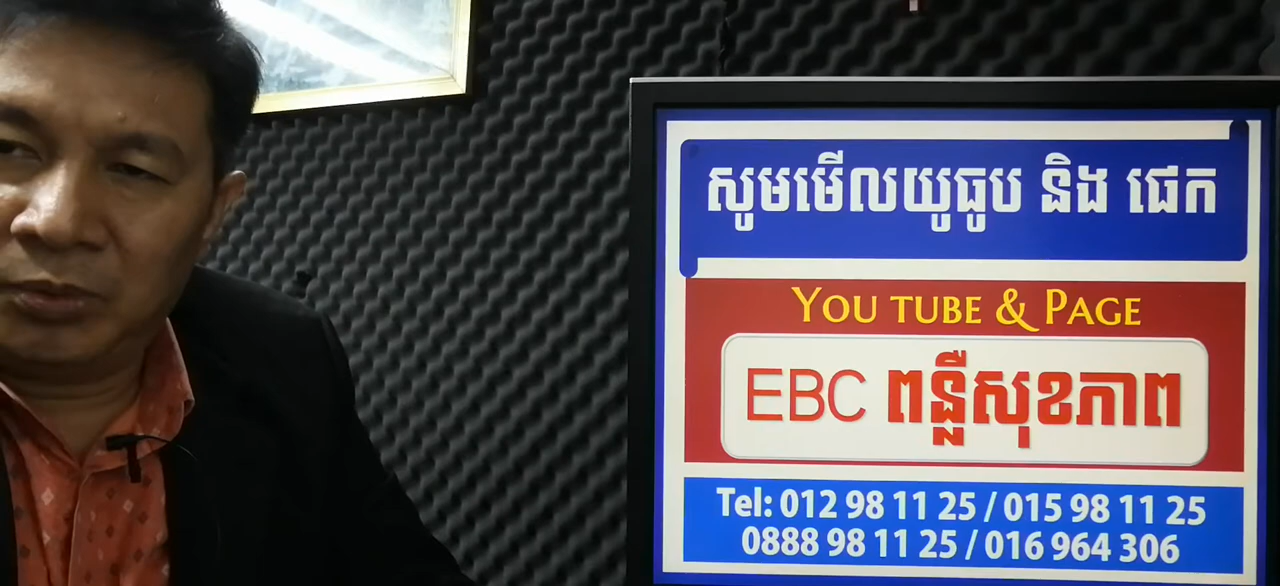 សូមមើលយូធូប និង ផេក
YOU TUBE & PAGE
EBC ពន្លឺសុខភាព
Tel: 012 98 11 25 / 015 98 11 25
0888 98 11 25 / 016 964 306